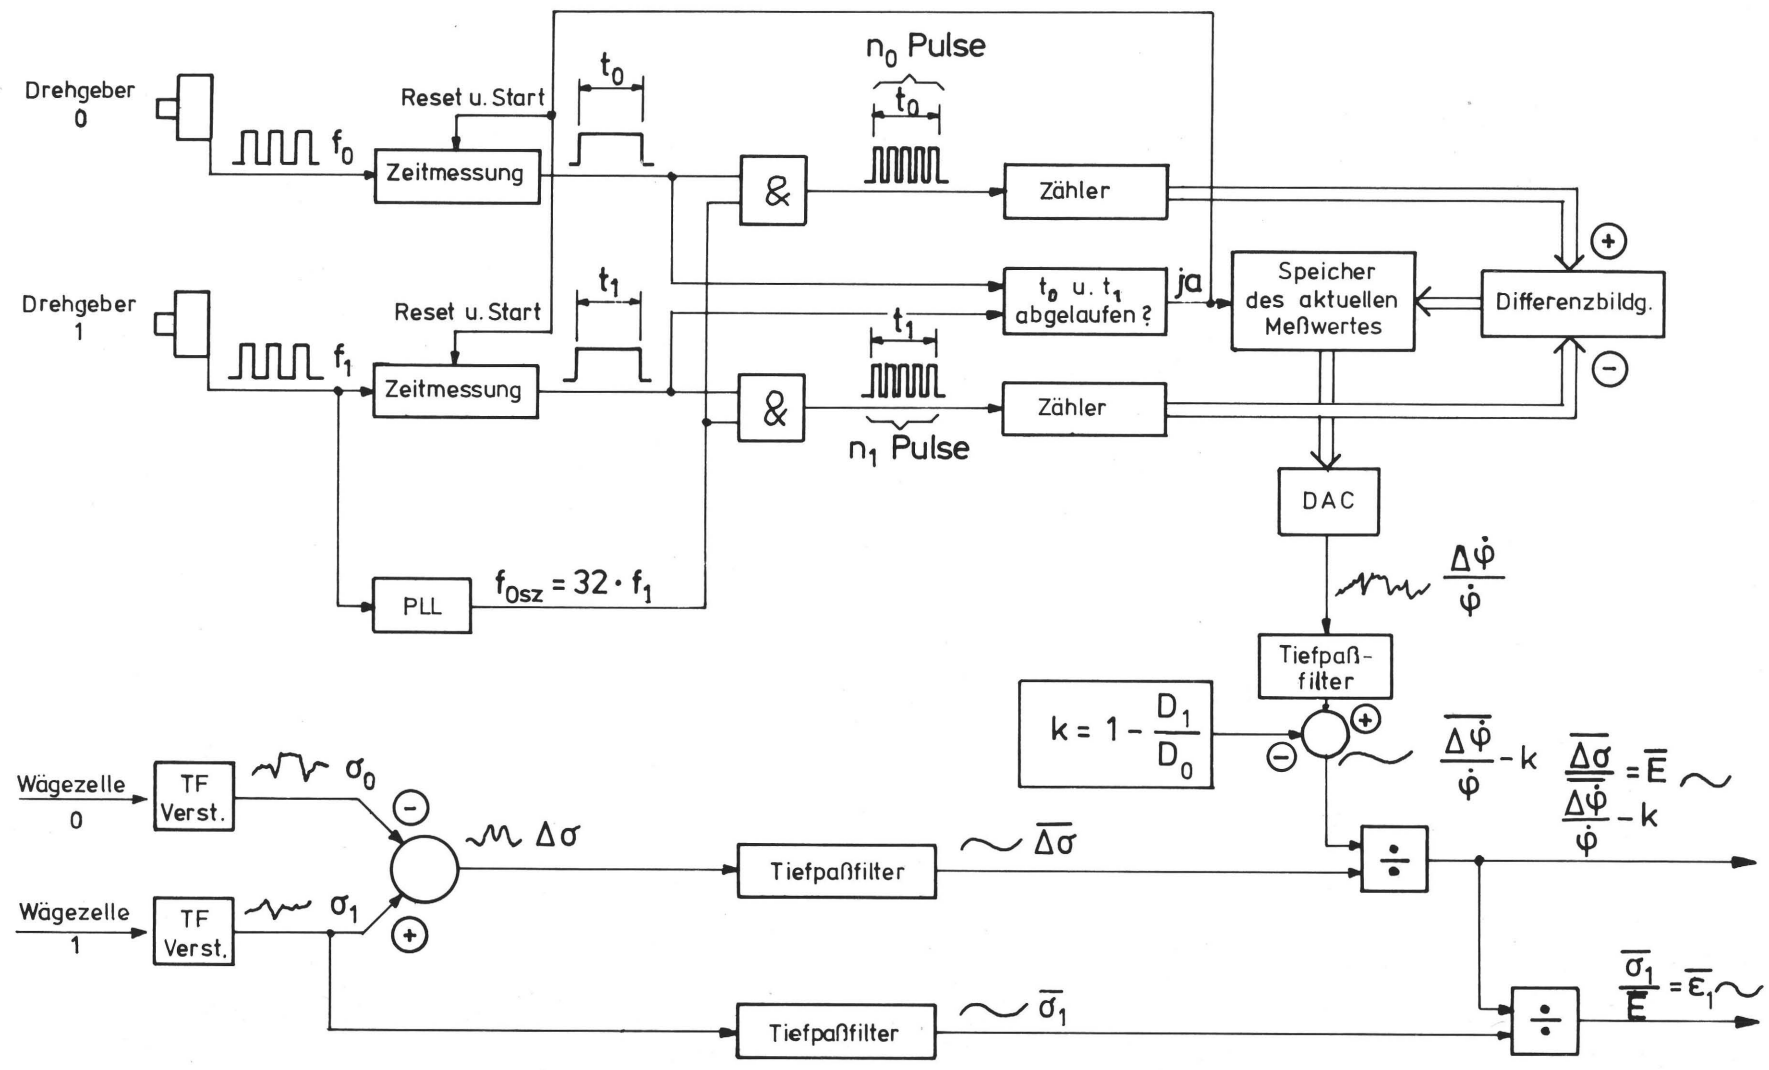 n₀ Pulse
t₀
t₀
Drehgeber
0
Reset u. Start
f₀
Zeitmessung
&
Zähler
+
t₁
Drehgeber
1
Reset u. Start
f₁
Zeitmessung
t₀ u. t₁
abgelaufen?
ja
Speicher
des aktuellen
Meßwertes
Differenzbildg.
−
t₁
&
Zähler
n₁ Pulse
DAC
PLL
f₀sz = 32 · f₁
Δφ̇
φ̇
Tiefpaß-
filter
k = 1 - D₁
D₀
+
−
Δφ̇
φ̇ - k
Δσ = E
Δφ̇ - k
φ̇
Wägezelle
0
TF
Verst.
σ₀
−
Δσ
Tiefpaßfilter
Δσ
÷
Wägezelle
1
TF
Verst.
σ₁
+
Tiefpaßfilter
σ₁
÷
σ₁ = ε₁
E